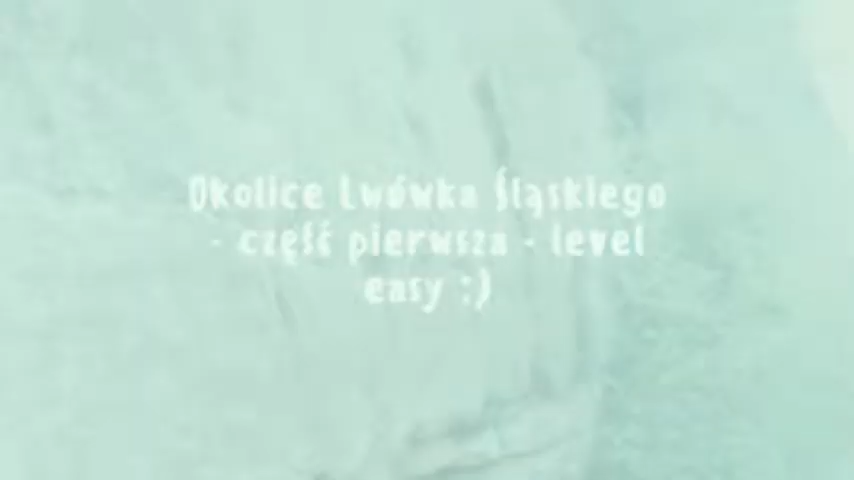 Okolice Lwówka Śląskiego
- część pierwsza - level
easy :)